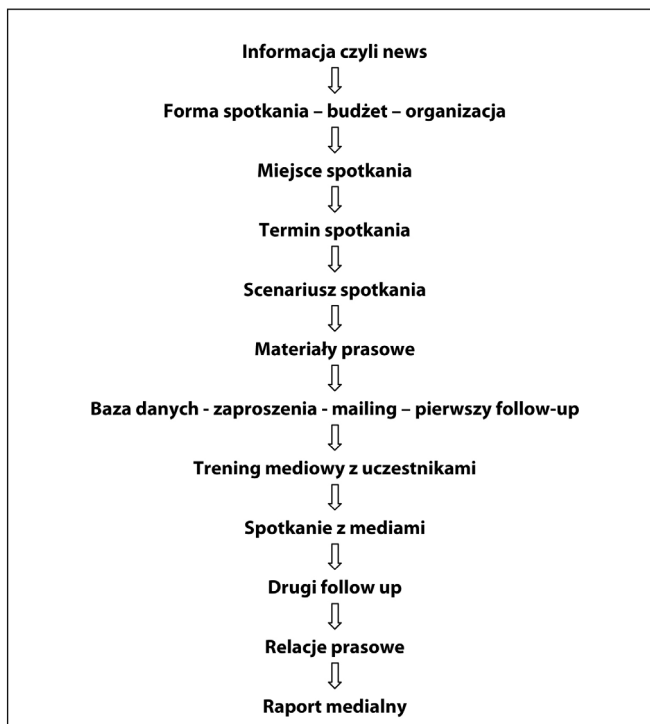 Informacja czyli news
Forma spotkania – budżet – organizacja
Miejsce spotkania
Termin spotkania
Scenariusz spotkania
Materiały prasowe
Baza danych - zaproszenia - mailing – pierwszy follow-up
Trening mediowy z uczestnikami
Spotkanie z mediami
Drugi follow up
Relacje prasowe
Raport medialny